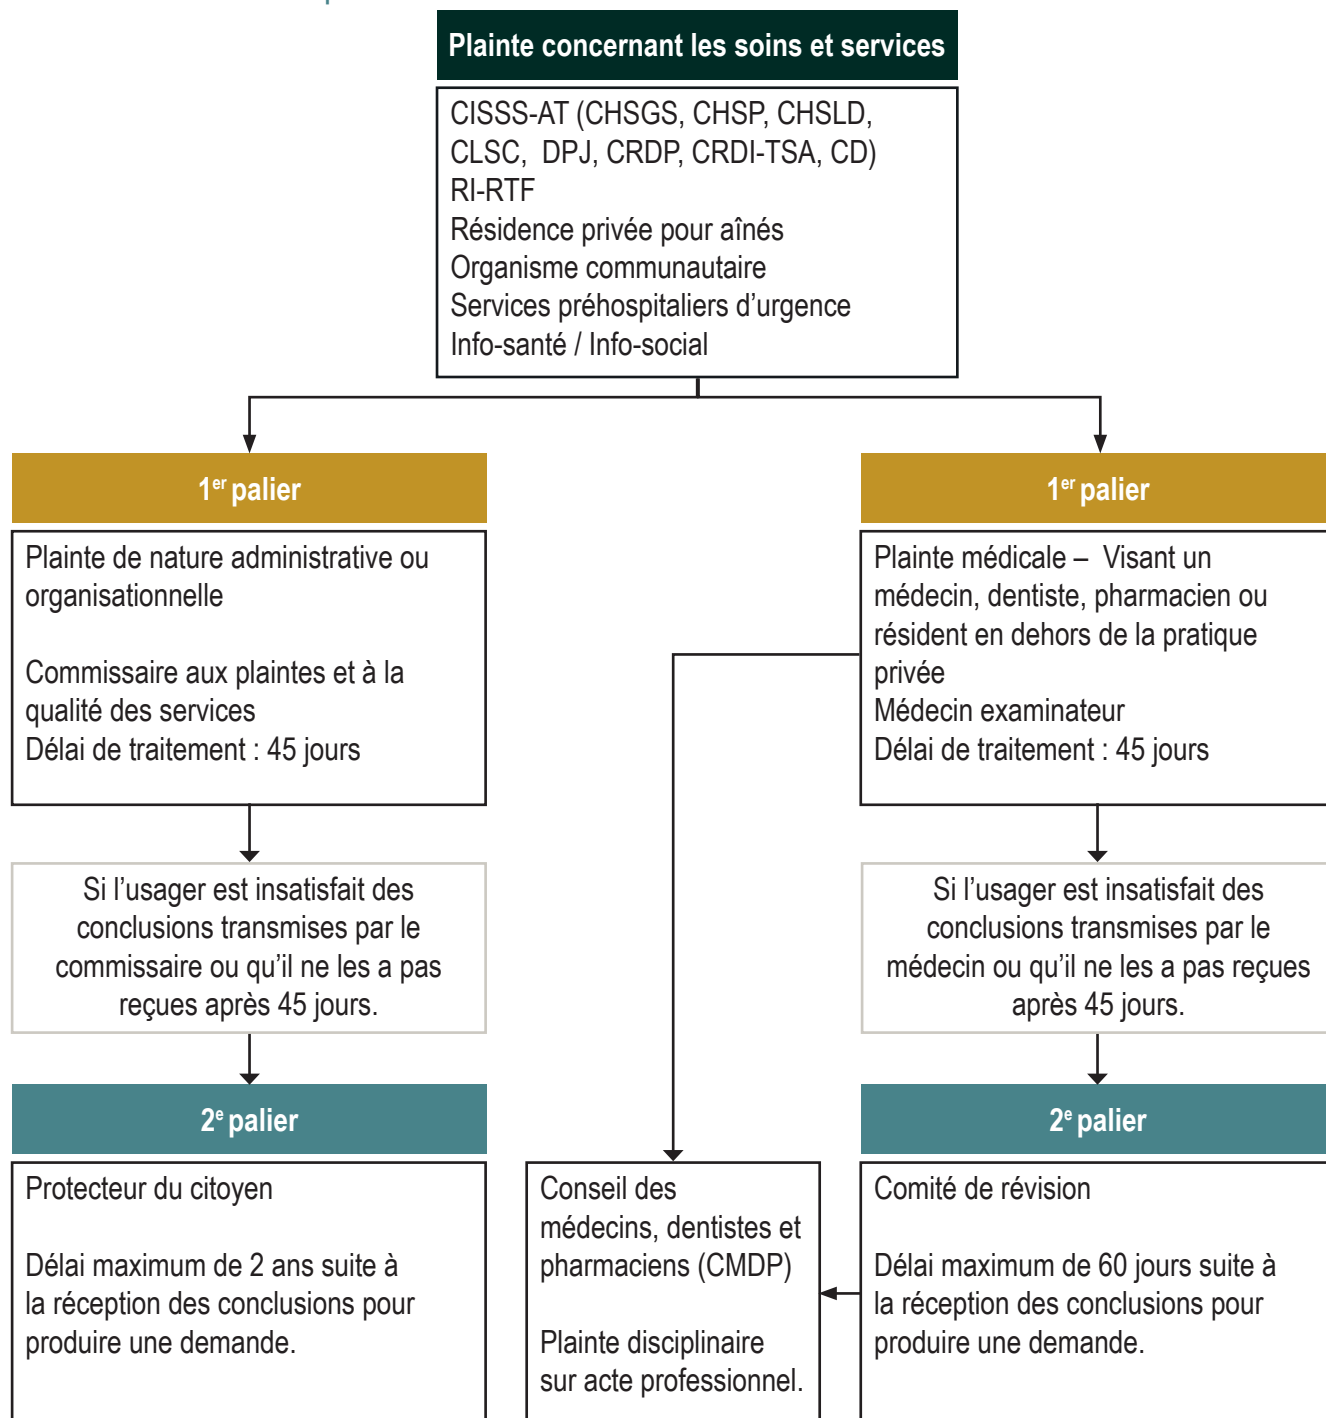 Plainte concernant les soins et services
CISSS-AT (CHSGS, CHSP, CHSLD,
CLSC, DPJ, CRDP, CRDI-TSA, CD)
RI-RTF
Résidence privée pour aînés
Organisme communautaire
Services préhospitaliers d’urgence
Info-santé / Info-social
1er palier
Plainte de nature administrative ou
organisationnelle
Commissaire aux plaintes et à la
qualité des services
Délai de traitement : 45 jours
Si l’usager est insatisfait des
conclusions transmises par le
commissaire ou qu’il ne les a pas
reçues après 45 jours.
2e palier
Protecteur du citoyen
Délai maximum de 2 ans suite à
la réception des conclusions pour
produire une demande.
1er palier
Plainte médicale – Visant un
médecin, dentiste, pharmacien ou
résident en dehors de la pratique
privée
Médecin examinateur
Délai de traitement : 45 jours
Si l’usager est insatisfait des
conclusions transmises par le
médecin ou qu’il ne les a pas reçues
après 45 jours.
2e palier
Comité de révision
Délai maximum de 60 jours suite à
la réception des conclusions pour
produire une demande.
Conseil des
médecins, dentistes et
pharmaciens (CMDP)
Plainte disciplinaire
sur acte professionnel.